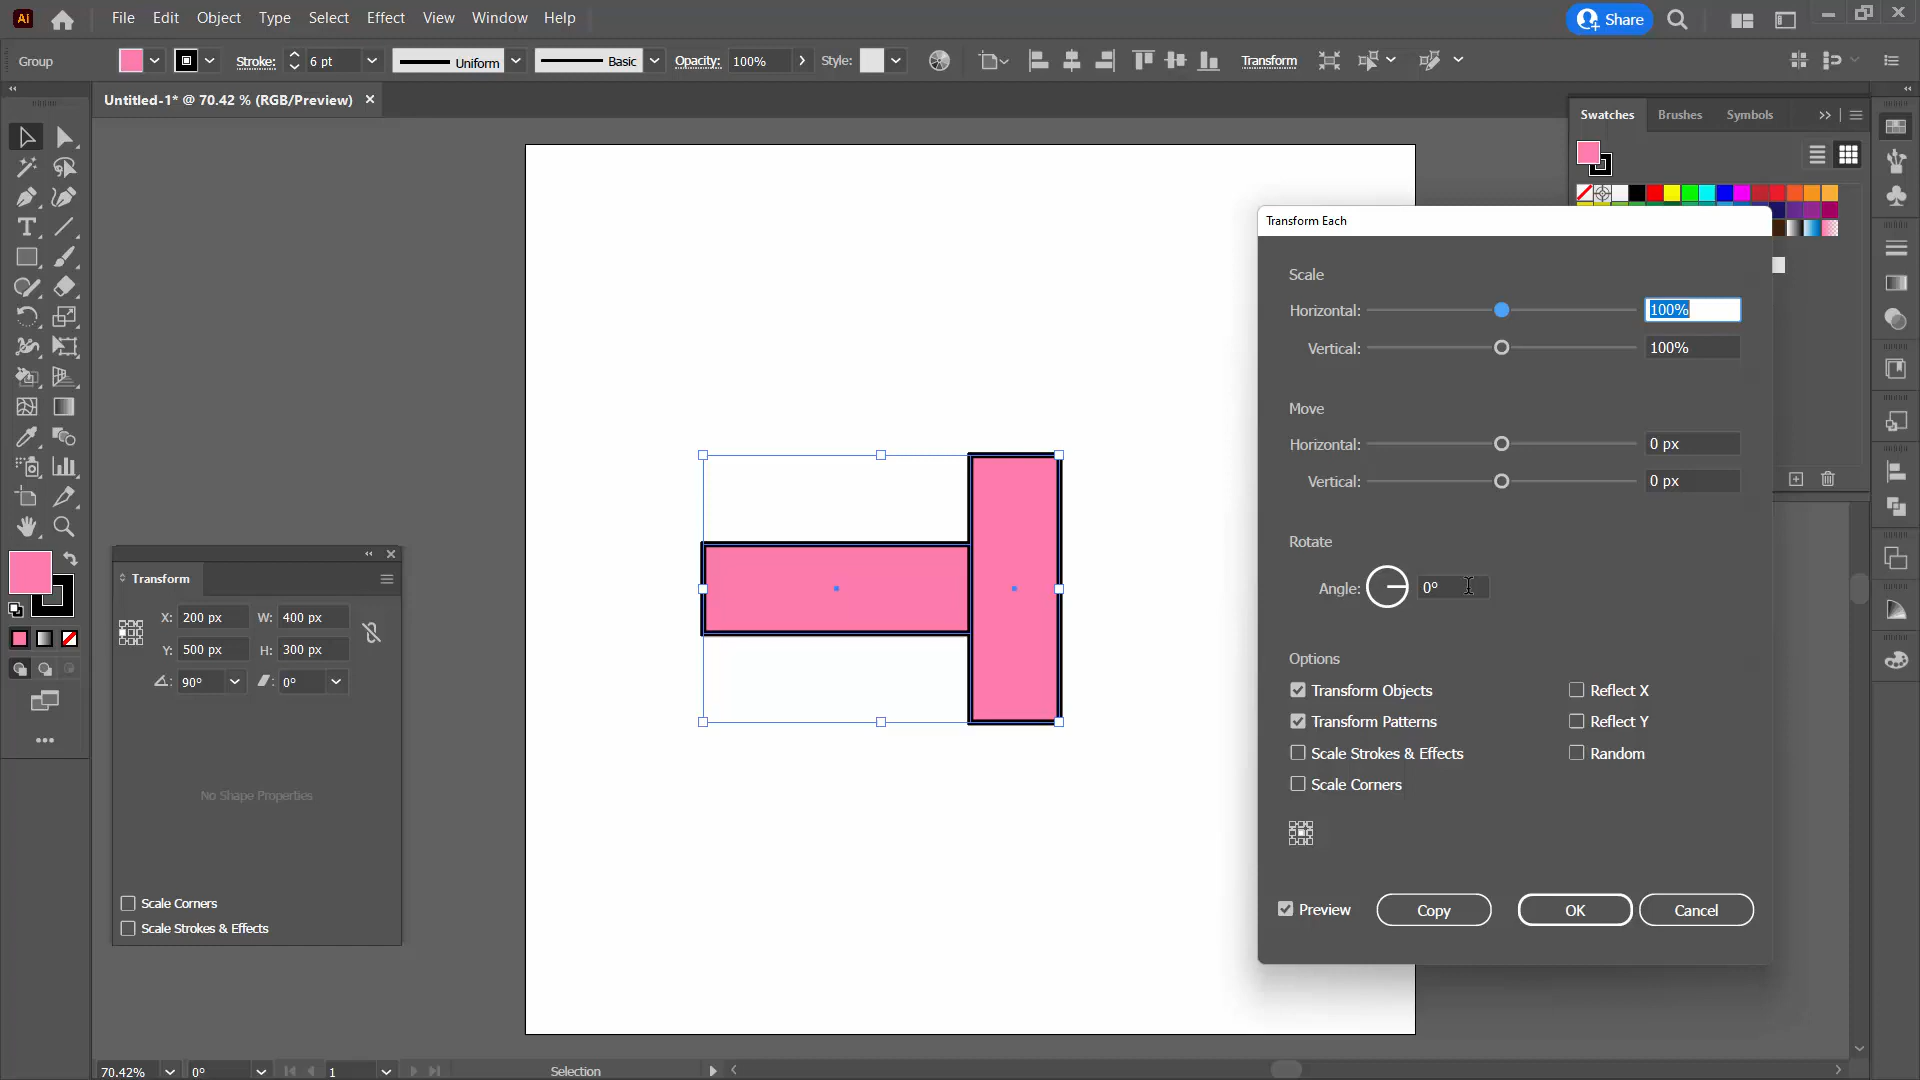 Ai File Edit Object Type Select Effect View Window Help Share
Group Stroke: 6 pt Uniform Basic Opacity: 100% Style: Transform
Untitled-1* @ 70.42 % (RGB/Preview)
Swatches Brushes Symbols
Transform Each
Scale
Horizontal: 100%
Vertical: 100%
Move
Horizontal: 0 px
Vertical: 0 px
Rotate
Angle: 0°
Options
Transform Objects Reflect X
Transform Patterns Reflect Y
Scale Strokes & Effects Random
Scale Corners
Preview Copy OK Cancel
Transform
X: 200 px W: 400 px
Y: 500 px H: 300 px
90° 0°
No Shape Properties
Scale Corners
Scale Strokes & Effects
70.42% 0° 1 Selection